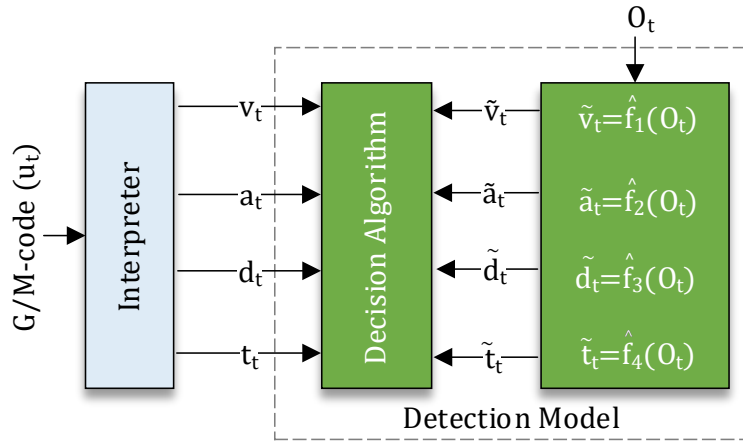 O_t
G/M-code (u_t)
Interpreter
v_t
a_t
d_t
t_t
Decision Algorithm
ṽ_t
ã_t
d̃_t
t̃_t
ṽ_t=f̂_1(O_t)
ã_t=f̂_2(O_t)
d̃_t=f̂_3(O_t)
t̃_t=f̂_4(O_t)
Detection Model